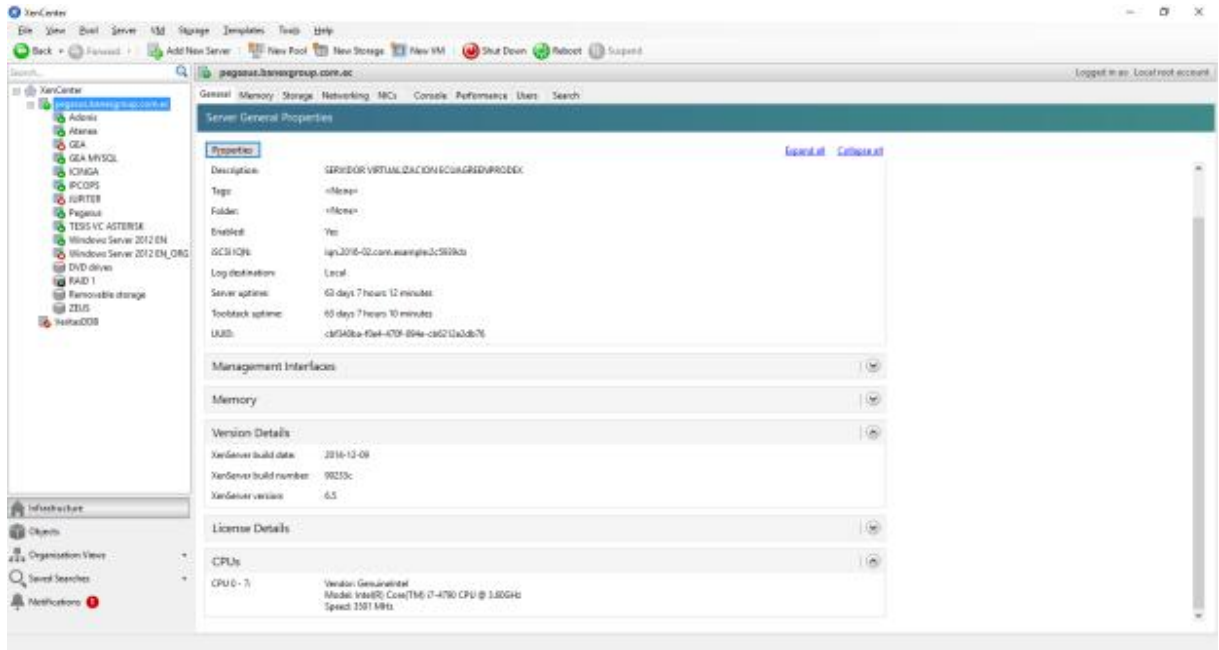 XenCenter
File View Pool Server VM Storage Templates Tools Help
Back Forward Add New Server New Pool New Storage New VM Shut Down Reboot Suspend
Search...
pegasus.banexgroup.com.ec
Logged in as: Local root account
XenCenter
pegasus.banexgroup.com.ec
Adonis
Atenea
GEA
GEA MYSQL
ICINGA
IPCOPS
JUPITER
Pegasus
TESIS VC ASTERISK
Windows Server 2012 EN
Windows Server 2012 EN_ORG
DVD drives
RAID 1
Removable storage
ZEUS
VeritasDDB
Infrastructure
Objects
Organization Views
Saved Searches
Notifications
General Memory Storage Networking NICs Console Performance Users Search
Server General Properties
Properties
Expand all Collapse all
Description: SERVIDOR VIRTUALIZACION ECUAGREENPRODEX
Tags: <None>
Folder: <None>
Enabled: Yes
iSCSI IQN:
Log destination: Local
Server uptime: 63 days 7 hours 12 minutes
Toolstack uptime: 63 days 7 hours 10 minutes
UUID:
Management Interfaces
Memory
Version Details
XenServer build date: 2016-12-09
XenServer build number: 90233c
XenServer version: 6.5
License Details
CPUs
CPU 0 - 7: Vendor: GenuineIntel
Model: Intel(R) Core(TM) i7-4790 CPU @ 3.60GHz
Speed: 3591 MHz